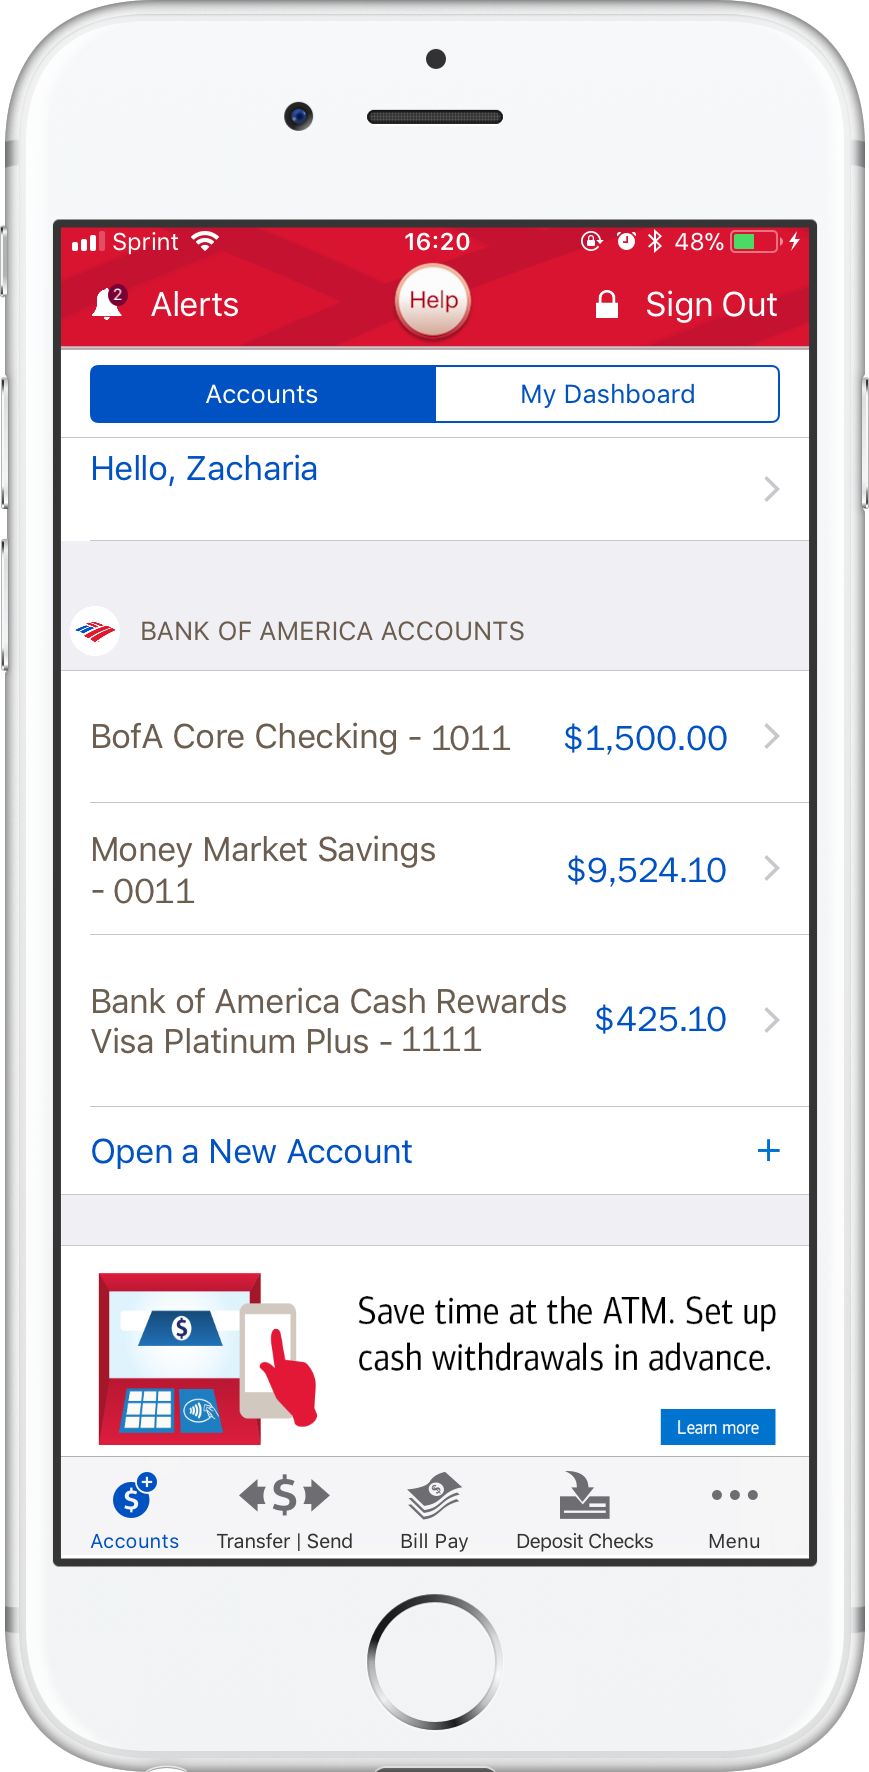 Sprint 16:20 48%
2
Alerts Help Sign Out
Accounts My Dashboard
Hello, Zacharia
BANK OF AMERICA ACCOUNTS
BofA Core Checking - 1011 $1,500.00
Money Market Savings
- 0011 $9,524.10
Bank of America Cash Rewards
Visa Platinum Plus - 1111 $425.10
Open a New Account +
$
Save time at the ATM. Set up
cash withdrawals in advance.
Learn more
$+ $
Accounts Transfer | Send Bill Pay Deposit Checks Menu